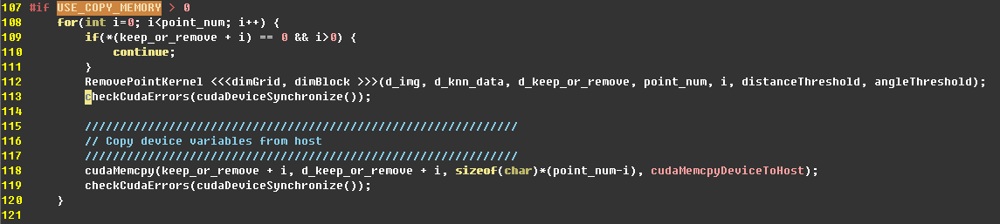 107 #if USE_COPY_MEMORY > 0
108     for(int i=0; i<point_num; i++) {
109         if(*(keep_or_remove + i) == 0 && i>0) {
110             continue;
111         }
112         RemovePointKernel <<<dimGrid, dimBlock >>>(d_img, d_knn_data, d_keep_or_remove, point_num, i, distanceThreshold, angleThreshold);
113         checkCudaErrors(cudaDeviceSynchronize());
114
115         //////////////////////////////////////////////////////////////
116         // Copy device variables from host
117         //////////////////////////////////////////////////////////////
118         cudaMemcpy(keep_or_remove + i, d_keep_or_remove + i, sizeof(char)*(point_num-i), cudaMemcpyDeviceToHost);
119         checkCudaErrors(cudaDeviceSynchronize());
120     }
121